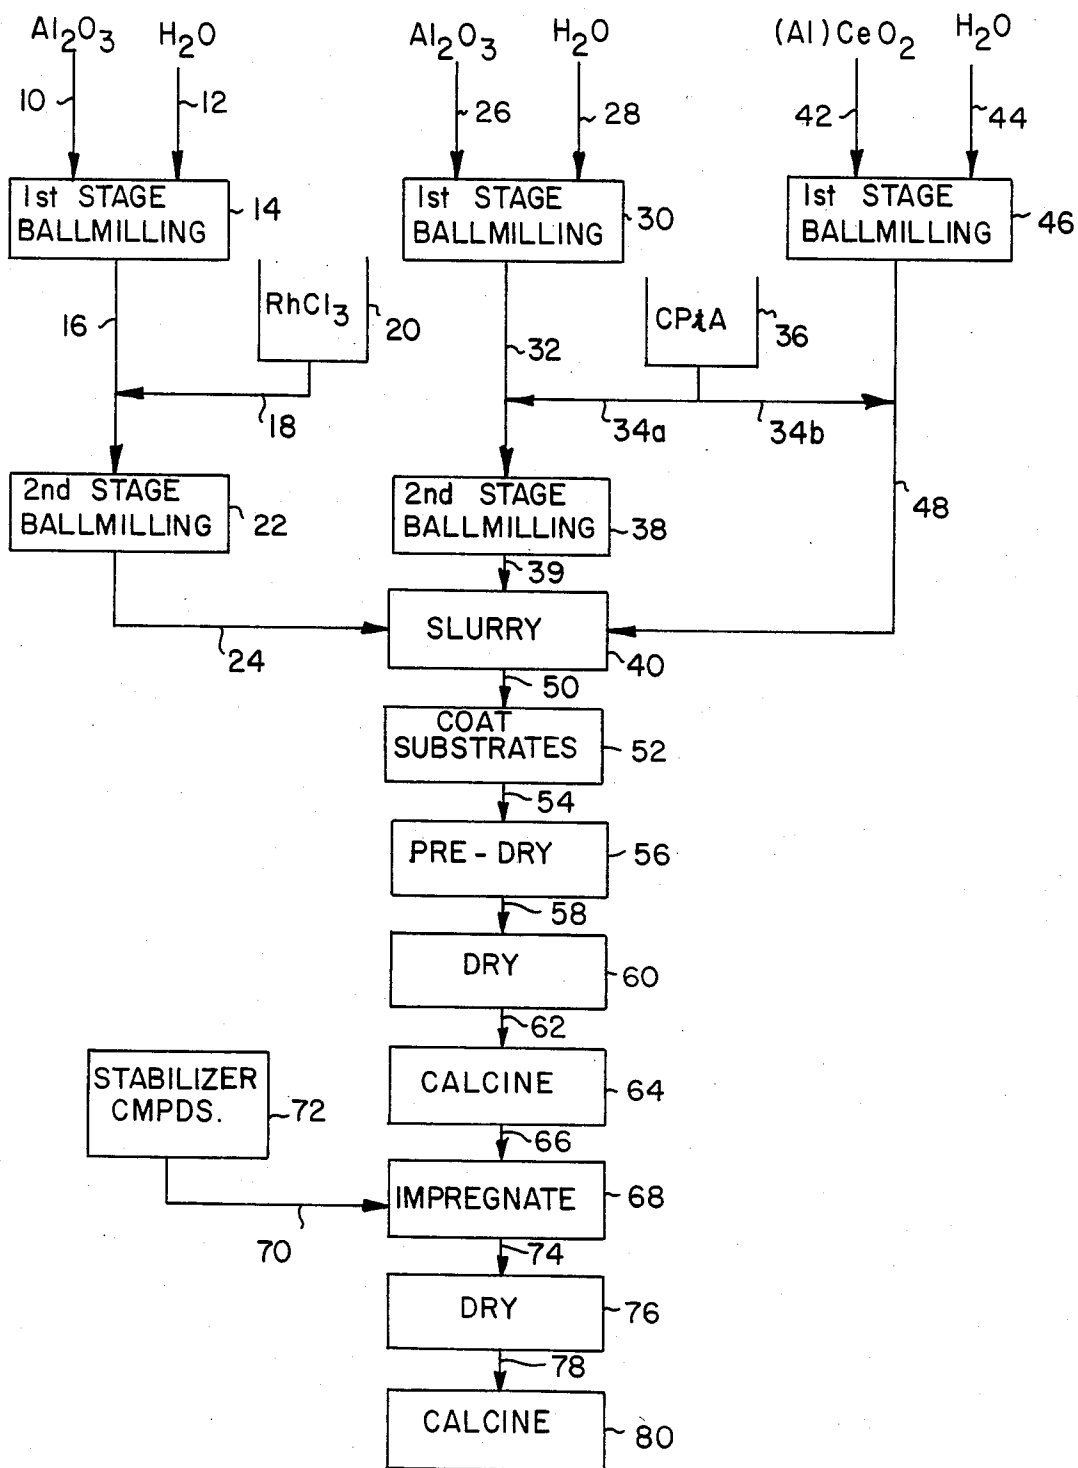 Al2O3
H2O
Al2O3
H2O
(Al)CeO2
H2O
10
12
26
28
42
44
1st STAGE
BALLMILLING
14
1st STAGE
BALLMILLING
30
1st STAGE
BALLMILLING
46
16
RhCl3
20
32
CPtA
36
18
34a
34b
48
2nd STAGE
BALLMILLING
22
2nd STAGE
BALLMILLING
38
39
24
SLURRY
40
50
COAT
SUBSTRATES
52
54
PRE-DRY
56
58
DRY
60
62
CALCINE
64
66
STABILIZER
CMPDS.
72
70
IMPREGNATE
68
74
DRY
76
78
CALCINE
80